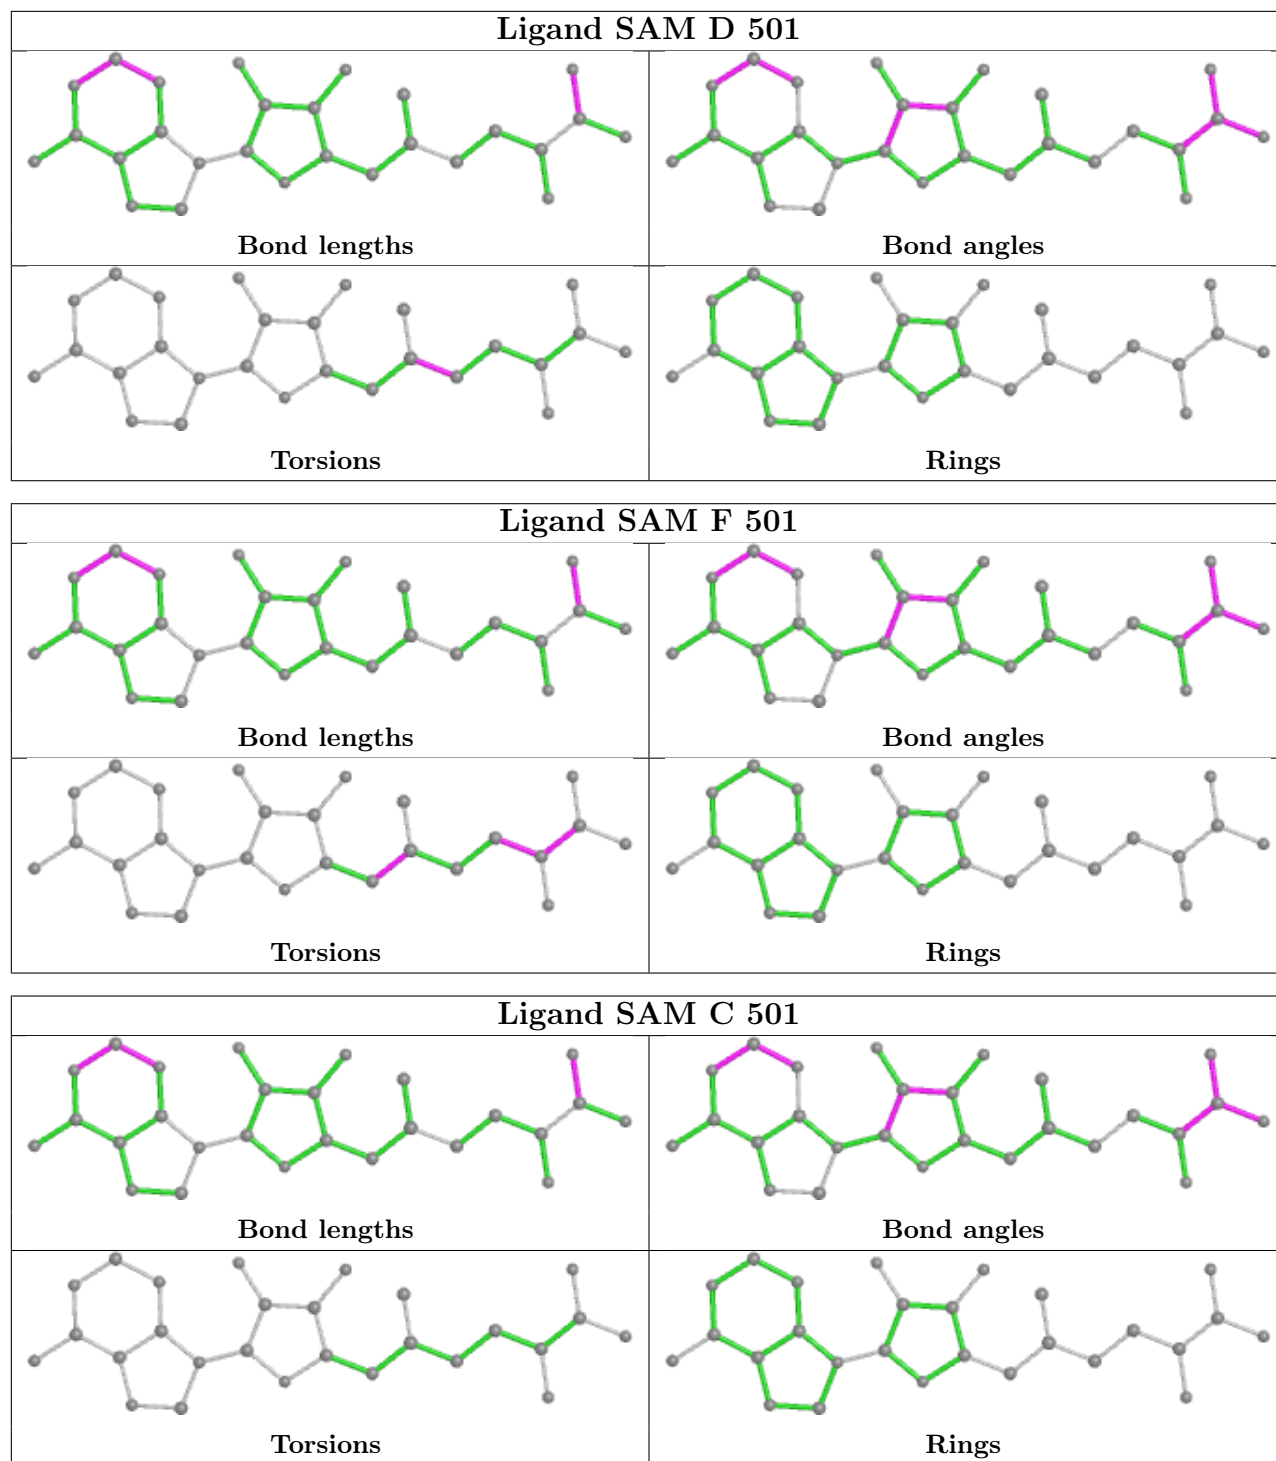 Ligand SAM D 501
Bond lengths
Bond angles
Torsions
Rings
Ligand SAM F 501
Bond lengths
Bond angles
Torsions
Rings
Ligand SAM C 501
Bond lengths
Bond angles
Torsions
Rings